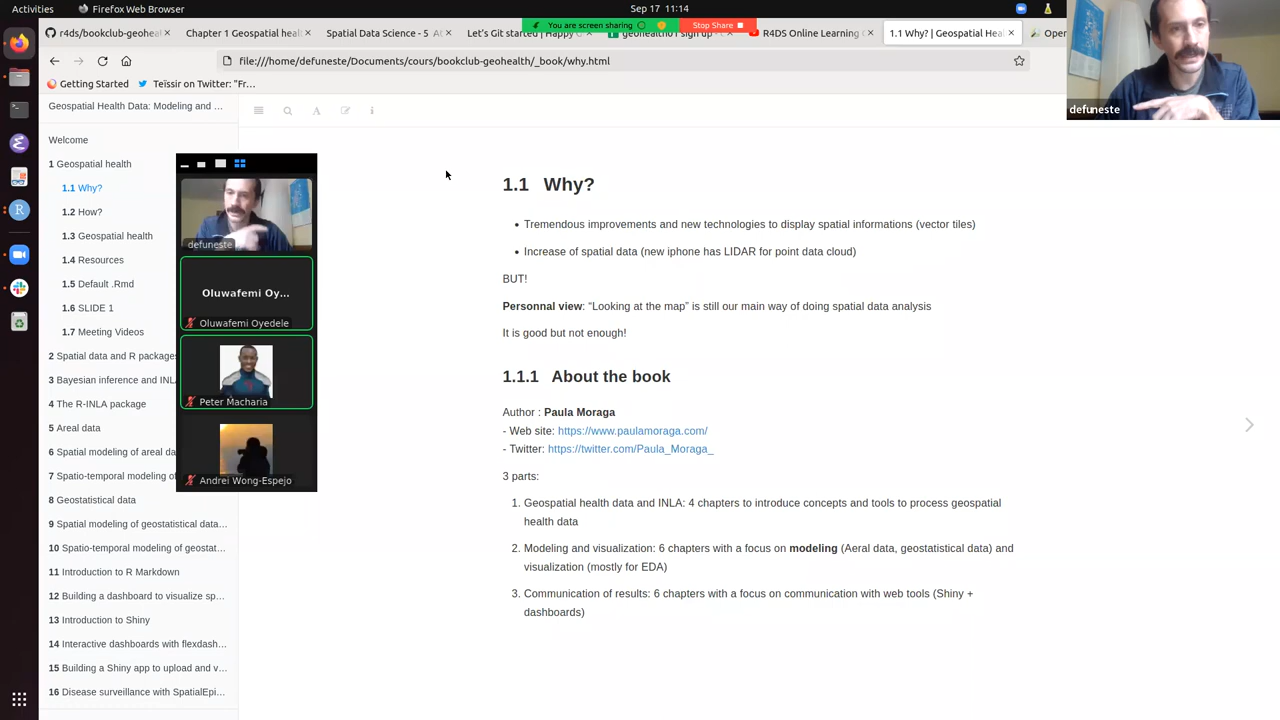 Activities
Firefox Web Browser
Sep 17 11:14
You are screen sharing
Stop Share
r4ds/bookclub-geohealt
Chapter 1 Geospatial heal
Spatial Data Science - 5
Let's Git started | Happy
geohealth01 sign up
R4DS Online Learning C
1.1 Why? | Geospatial Hea
Oper
file:///home/defuneste/Documents/cours/bookclub-geohealth/_book/why.html
Getting Started
Teïssir on Twitter: "Fr…
defuneste
Geospatial Health Data: Modeling and …
Welcome
1 Geospatial health
1.1 Why?
1.2 How?
1.3 Geospatial health
1.4 Resources
1.5 Default .Rmd
1.6 SLIDE 1
1.7 Meeting Videos
2 Spatial data and R packages
3 Bayesian inference and INLA
4 The R-INLA package
5 Areal data
6 Spatial modeling of areal da
7 Spatio-temporal modeling of
8 Geostatistical data
9 Spatial modeling of geostatistical data…
10 Spatio-temporal modeling of geostat…
11 Introduction to R Markdown
12 Building a dashboard to visualize sp…
13 Introduction to Shiny
14 Interactive dashboards with flexdash…
15 Building a Shiny app to upload and v…
16 Disease surveillance with SpatialEpi…
defuneste
Oluwafemi Oy...
Oluwafemi Oyedele
Peter Macharia
Andrei Wong-Espejo
1.1 Why?
• Tremendous improvements and new technologies to display spatial informations (vector tiles)
• Increase of spatial data (new iphone has LIDAR for point data cloud)
BUT!
Personnal view: “Looking at the map” is still our main way of doing spatial data analysis
It is good but not enough!
1.1.1 About the book
Author : Paula Moraga
- Web site: https://www.paulamoraga.com/
- Twitter: https://twitter.com/Paula_Moraga_
3 parts:
1. Geospatial health data and INLA: 4 chapters to introduce concepts and tools to process geospatial
health data
2. Modeling and visualization: 6 chapters with a focus on modeling (Aeral data, geostatistical data) and
visualization (mostly for EDA)
3. Communication of results: 6 chapters with a focus on communication with web tools (Shiny +
dashboards)